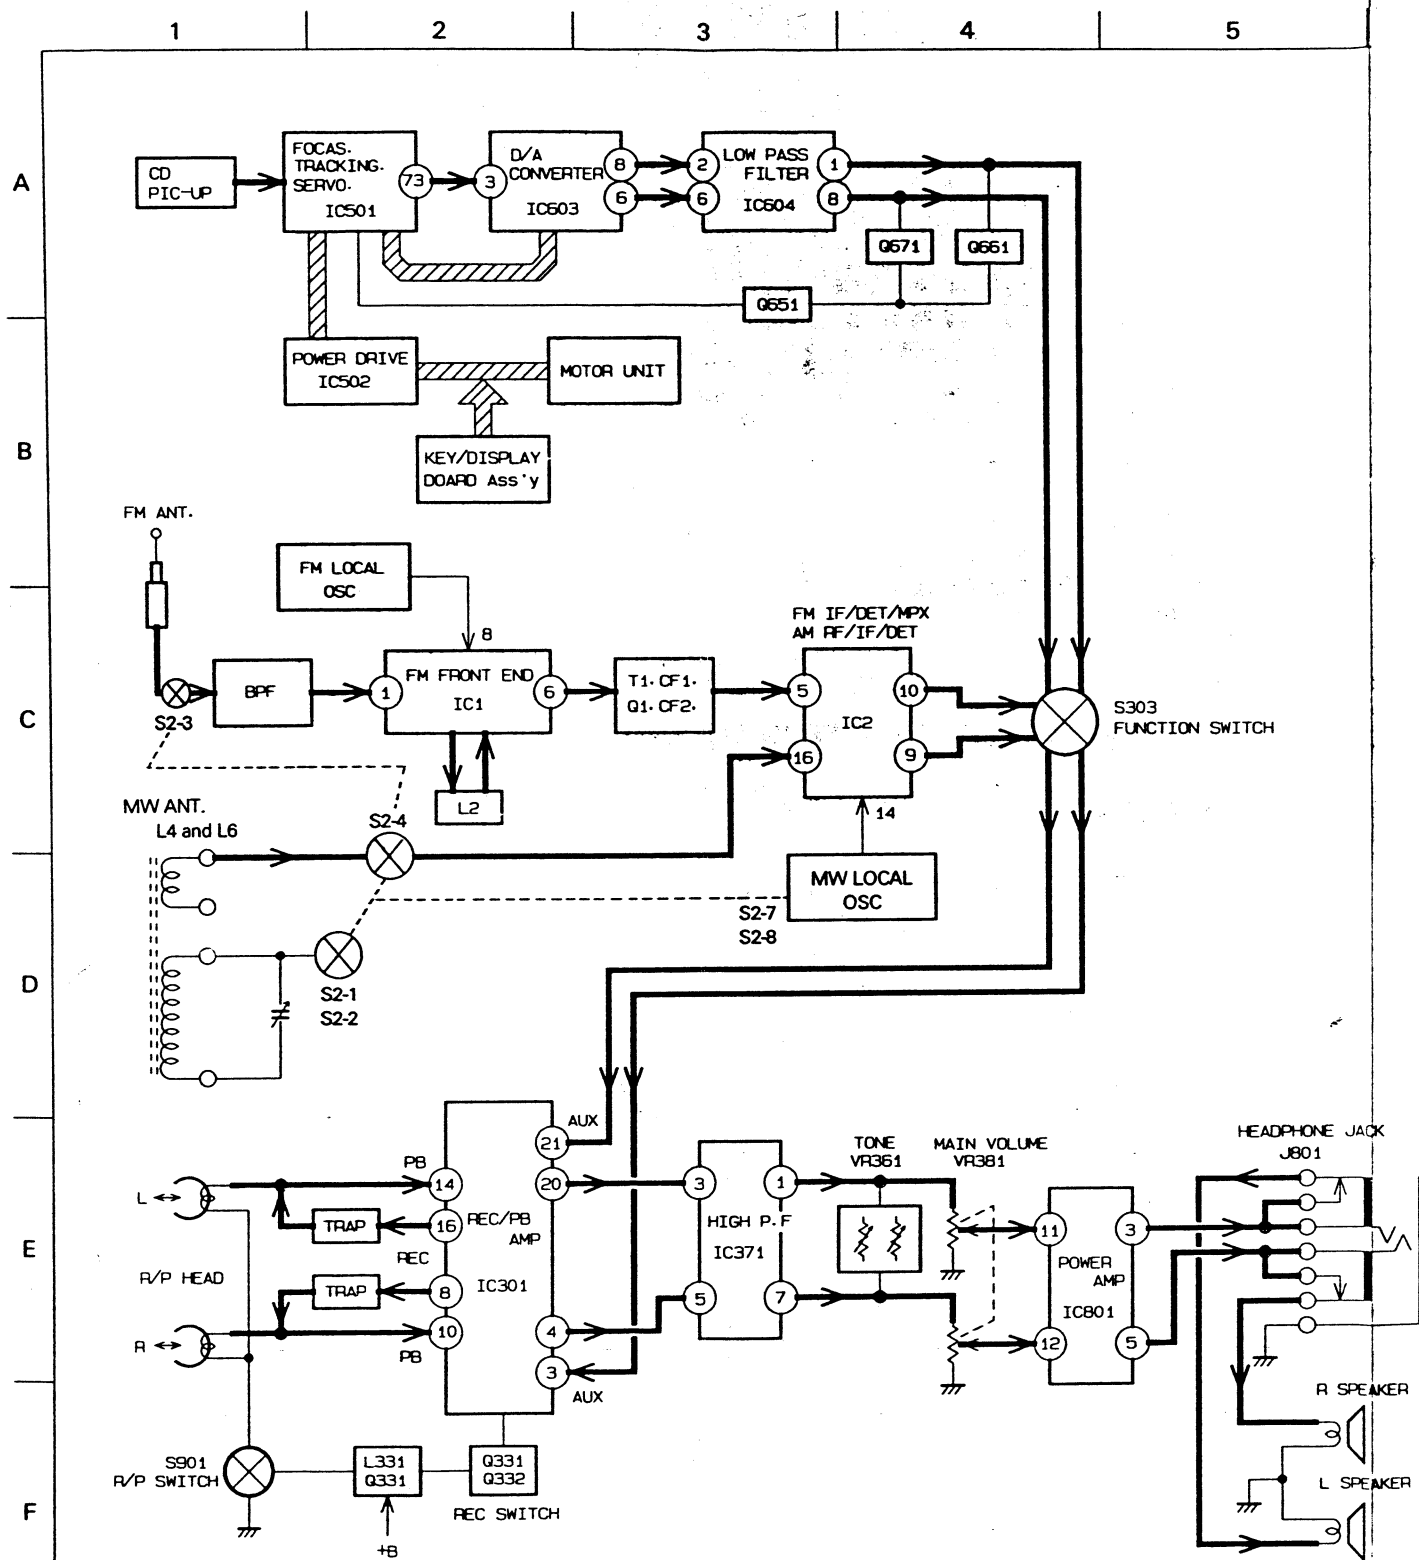 1 2 3 4 5
A
CD
PIC-UP
FOCAS.
TRACKING.
SERVO.
IC501
73
3
D/A
CONVERTER
IC603
8
6
2
6
LOW PASS
FILTER
IC604
1
8
Q671
Q661
Q651
B
POWER DRIVE
IC502
MOTOR UNIT
KEY/DISPLAY
DOARD Ass'y
FM ANT.
FM LOCAL
OSC
8
C
S2-3
BPF
1
FM FRONT END
IC1
6
L2
T1. CF1.
Q1. CF2.
FM IF/DET/MPX
AM RF/IF/DET
5
16
IC2
10
9
14
S303
FUNCTION SWITCH
MW ANT.
L4 and L6
S2-4
MW LOCAL
OSC
S2-7
S2-8
D
S2-1
S2-2
E
L
R/P HEAD
R
PB
TRAP
REC
TRAP
PB
14
16
8
10
REC/PB
AMP
IC301
AUX
21
20
4
3
AUX
3
5
HIGH P.F
IC371
1
7
TONE
VR361
MAIN VOLUME
VR381
11
12
POWER
AMP
IC801
3
5
HEADPHONE JACK
J801
R SPEAKER
L SPEAKER
F
S901
R/P SWITCH
L331
Q331
+B
Q331
Q332
REC SWITCH